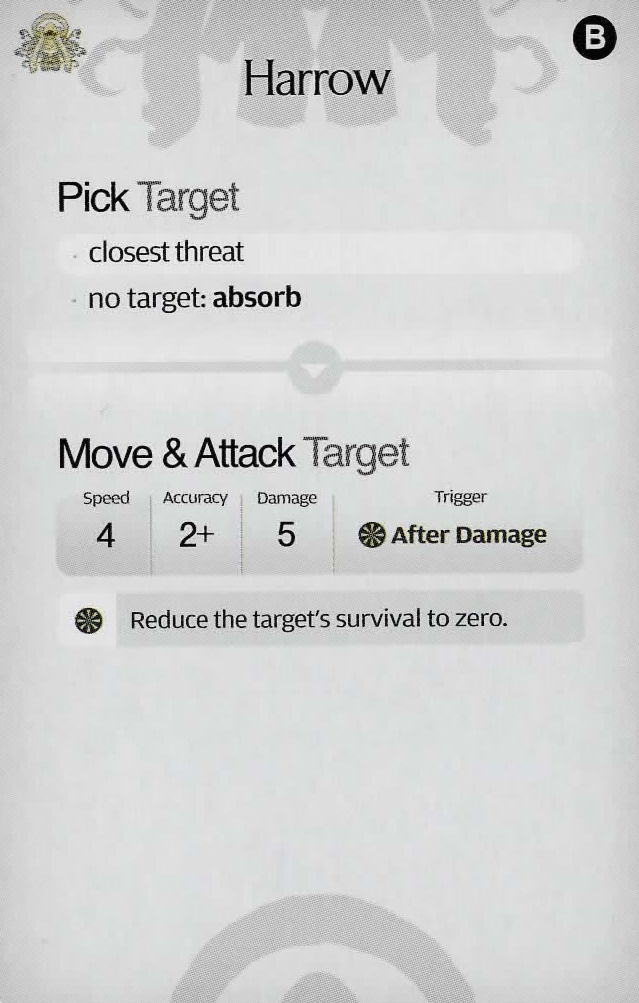 B
Harrow
Pick Target
· closest threat
· no target: absorb
Move & Attack Target
Speed Accuracy Damage Trigger
4 2+ 5 After Damage
Reduce the target's survival to zero.